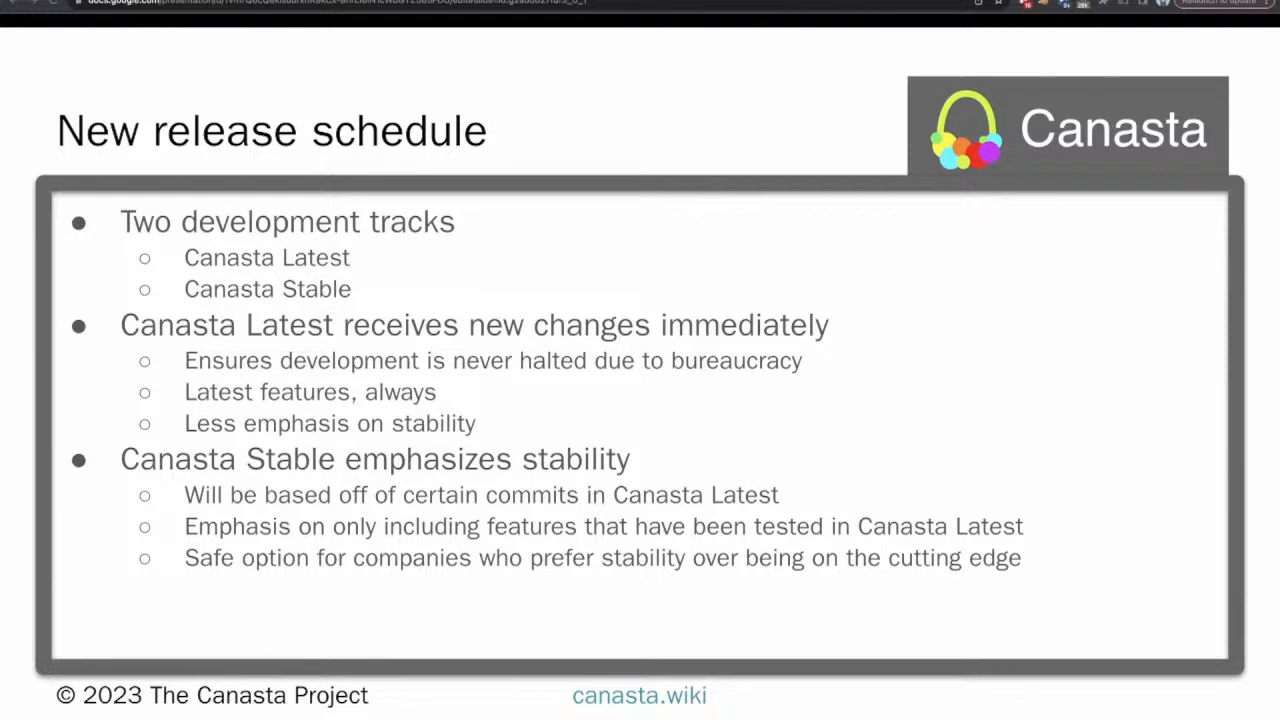 New release schedule
Canasta
● Two development tracks
○ Canasta Latest
○ Canasta Stable
● Canasta Latest receives new changes immediately
○ Ensures development is never halted due to bureaucracy
○ Latest features, always
○ Less emphasis on stability
● Canasta Stable emphasizes stability
○ Will be based off of certain commits in Canasta Latest
○ Emphasis on only including features that have been tested in Canasta Latest
○ Safe option for companies who prefer stability over being on the cutting edge
© 2023 The Canasta Project
canasta.wiki